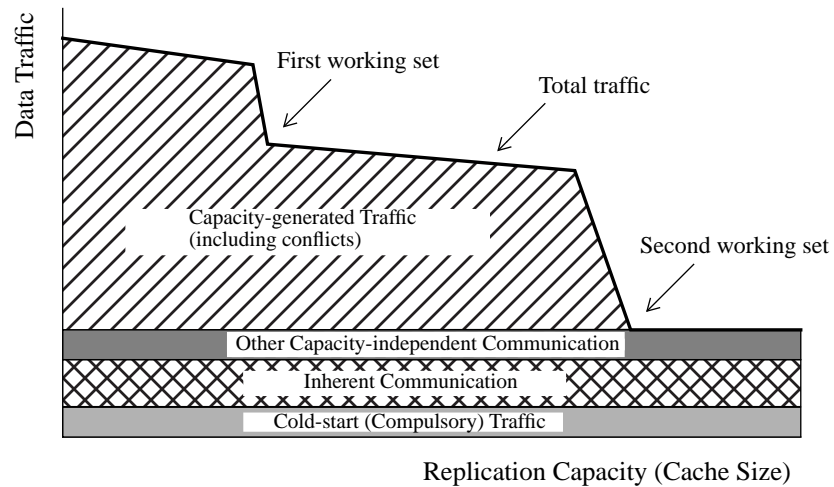 Data Traffic
First working set
Total traffic
Capacity-generated Traffic
(including conflicts)
Second working set
Other Capacity-independent Communication
Inherent Communication
Cold-start (Compulsory) Traffic
Replication Capacity (Cache Size)